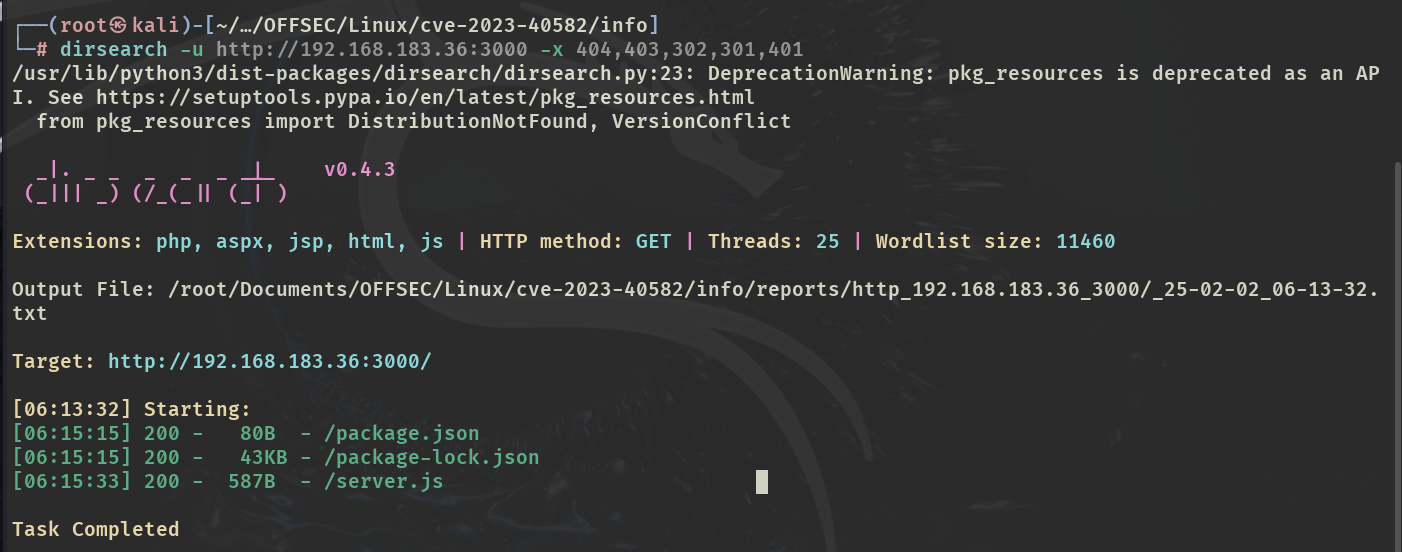 ┌──(root㉿kali)-[~/…/OFFSEC/Linux/cve-2023-40582/info]
└─# dirsearch -u http://192.168.183.36:3000 -x 404,403,302,301,401
/usr/lib/python3/dist-packages/dirsearch/dirsearch.py:23: DeprecationWarning: pkg_resources is deprecated as an AP
I. See https://setuptools.pypa.io/en/latest/pkg_resources.html
  from pkg_resources import DistributionNotFound, VersionConflict
  _|. _ _  _  _  _ _|_    v0.4.3
 (_||| _) (/_(_|| (_| )
Extensions: php, aspx, jsp, html, js | HTTP method: GET | Threads: 25 | Wordlist size: 11460
Output File: /root/Documents/OFFSEC/Linux/cve-2023-40582/info/reports/http_192.168.183.36_3000/_25-02-02_06-13-32.
txt
Target: http://192.168.183.36:3000/
[06:13:32] Starting:
[06:15:15] 200 -   80B  - /package.json
[06:15:15] 200 -   43KB - /package-lock.json
[06:15:33] 200 -  587B  - /server.js
Task Completed